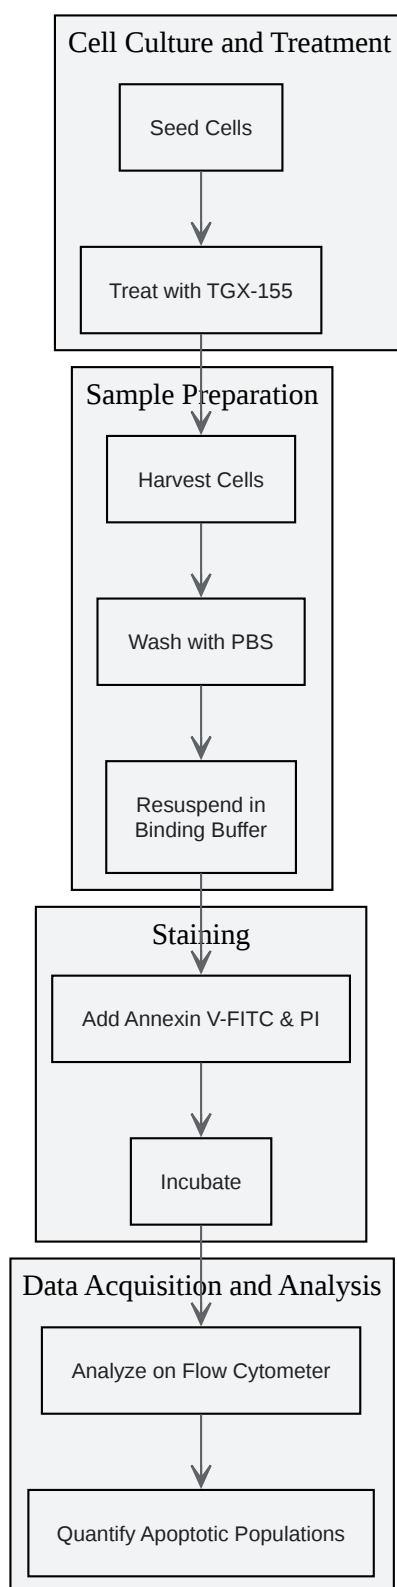 Cell Culture and Treatment
Seed Cells
Treat with TGX-155
Sample Preparation
Harvest Cells
Wash with PBS
Resuspend in
Binding Buffer
Staining
Add Annexin V-FITC & PI
Incubate
Data Acquisition and Analysis
Analyze on Flow Cytometer
Quantify Apoptotic Populations